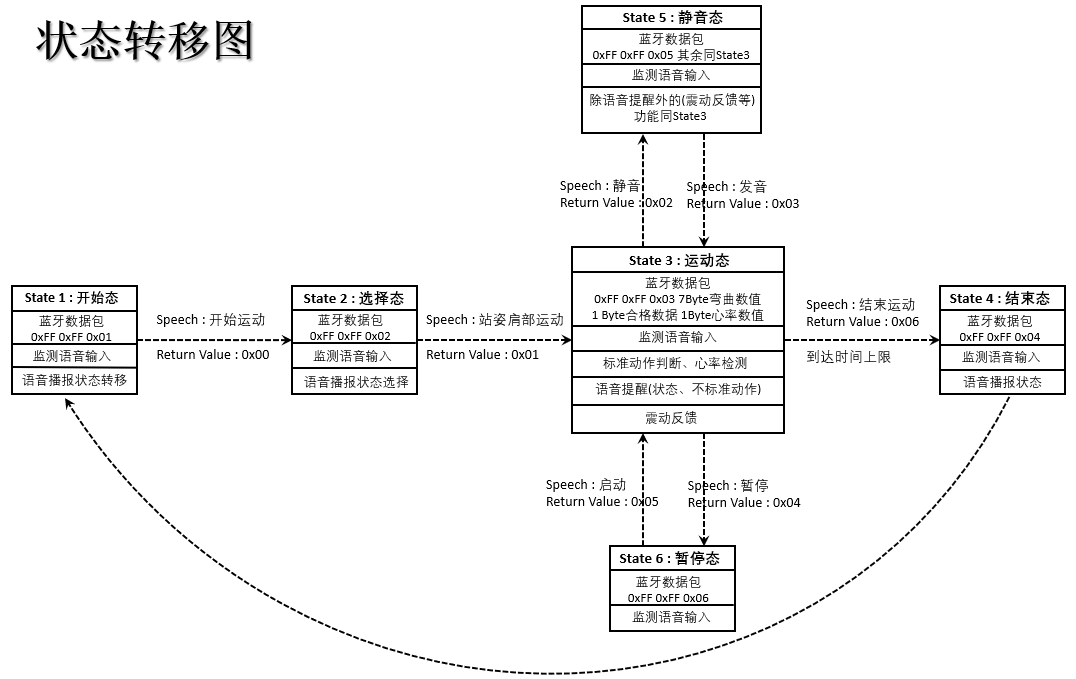 状态转移图
State 5 : 静音态
蓝牙数据包
0xFF 0xFF 0x05 其余同State3
监测语音输入
除语音提醒外的(震动反馈等)
功能同State3
Speech : 静音
Return Value : 0x02
Speech : 发音
Return Value : 0x03
State 1 : 开始态
蓝牙数据包
0xFF 0xFF 0x01
监测语音输入
语音播报状态转移
Speech : 开始运动
Return Value : 0x00
State 2 : 选择态
蓝牙数据包
0xFF 0xFF 0x02
监测语音输入
语音播报状态选择
Speech : 站姿肩部运动
Return Value : 0x01
State 3 : 运动态
蓝牙数据包
0xFF 0xFF 0x03 7Byte弯曲数值
1 Byte合格数据 1Byte心率数值
监测语音输入
标准动作判断、心率检测
语音提醒(状态、不标准动作)
震动反馈
Speech : 结束运动
Return Value : 0x06
到达时间上限
State 4 : 结束态
蓝牙数据包
0xFF 0xFF 0x04
监测语音输入
语音播报状态
Speech : 启动
Return Value : 0x05
Speech : 暂停
Return Value : 0x04
State 6 : 暂停态
蓝牙数据包
0xFF 0xFF 0x06
监测语音输入